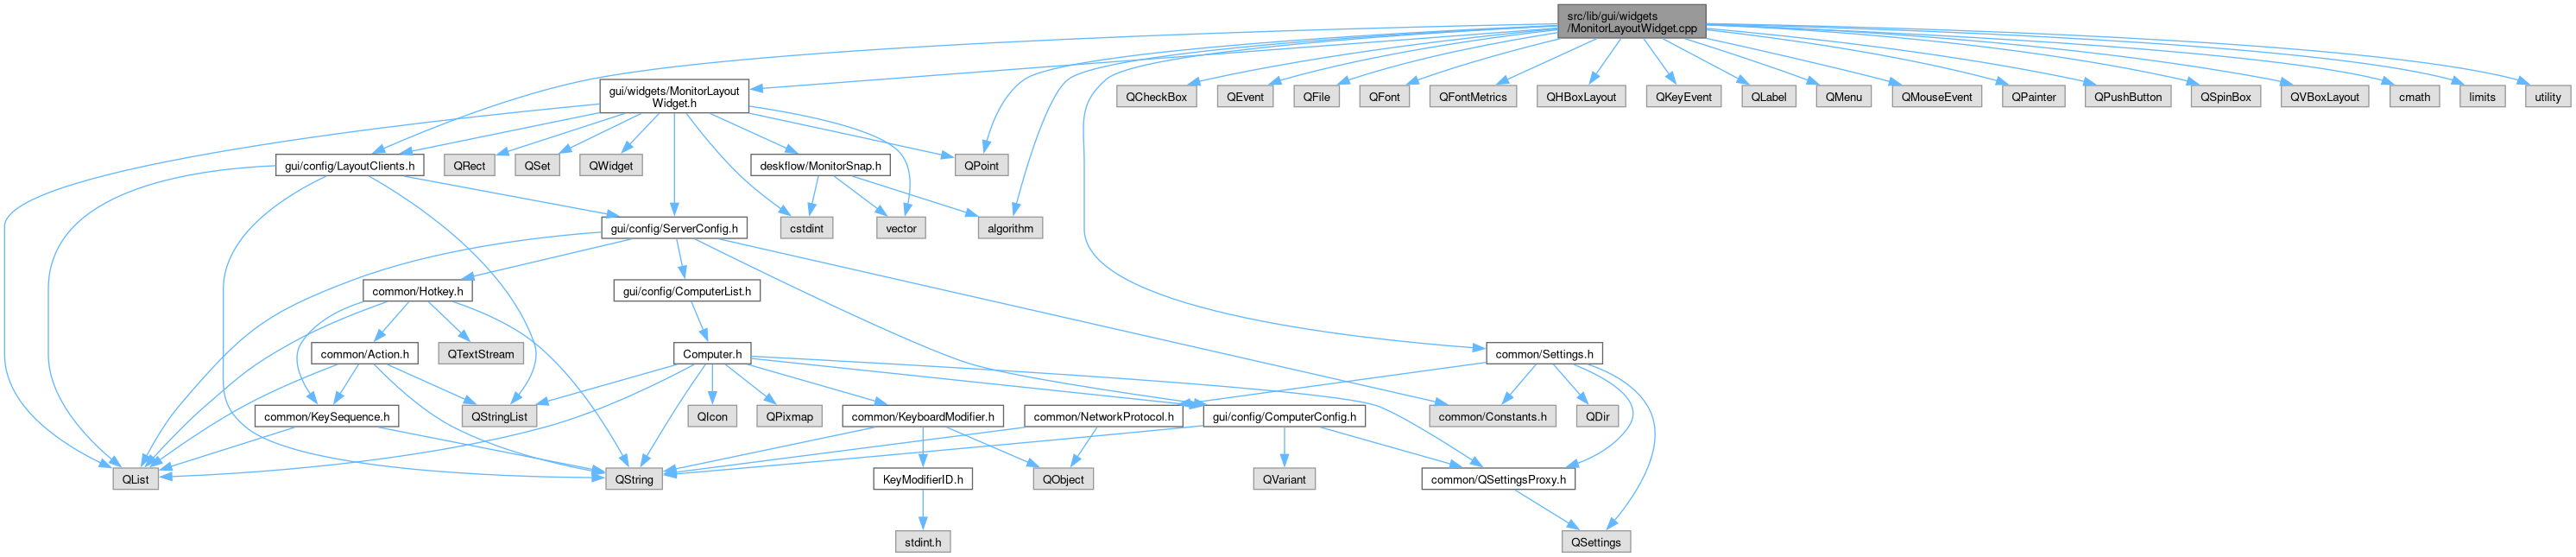 src/lib/gui/widgets
/MonitorLayoutWidget.cpp
gui/widgets/MonitorLayout
Widget.h
QCheckBox
QEvent
QFile
QFont
QFontMetrics
QHBoxLayout
QKeyEvent
QLabel
QMenu
QMouseEvent
QPainter
QPushButton
QSpinBox
QVBoxLayout
cmath
limits
utility
gui/config/LayoutClients.h
QRect
QSet
QWidget
deskflow/MonitorSnap.h
QPoint
gui/config/ServerConfig.h
cstdint
vector
algorithm
common/Hotkey.h
gui/config/ComputerList.h
common/Action.h
QTextStream
Computer.h
common/Settings.h
common/KeySequence.h
QStringList
QIcon
QPixmap
common/KeyboardModifier.h
common/NetworkProtocol.h
gui/config/ComputerConfig.h
common/Constants.h
QDir
QList
QString
KeyModifierID.h
QObject
QVariant
common/QSettingsProxy.h
stdint.h
QSettings